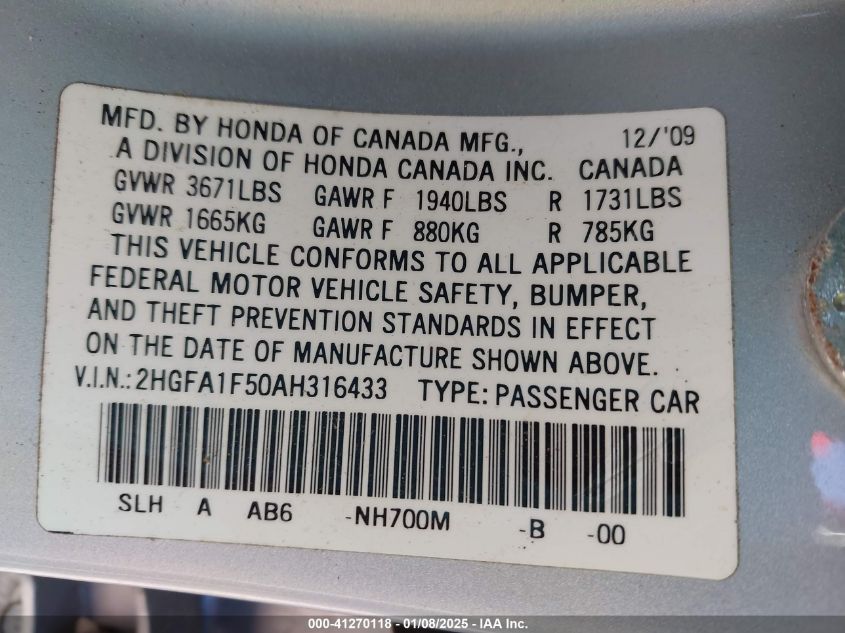 MFD. BY HONDA OF CANADA MFG., 12/'09
A DIVISION OF HONDA CANADA INC. CANADA
GVWR 3671LBS GAWR F 1940LBS R 1731LBS
GVWR 1665KG GAWR F 880KG R 785KG
THIS VEHICLE CONFORMS TO ALL APPLICABLE
FEDERAL MOTOR VEHICLE SAFETY, BUMPER,
AND THEFT PREVENTION STANDARDS IN EFFECT
ON THE DATE OF MANUFACTURE SHOWN ABOVE.
V.I.N.: 2HGFA1F50AH316433 TYPE: PASSENGER CAR
SLH A AB6 -NH700M -B -00
000-41270118 - 01/08/2025 - IAA Inc.